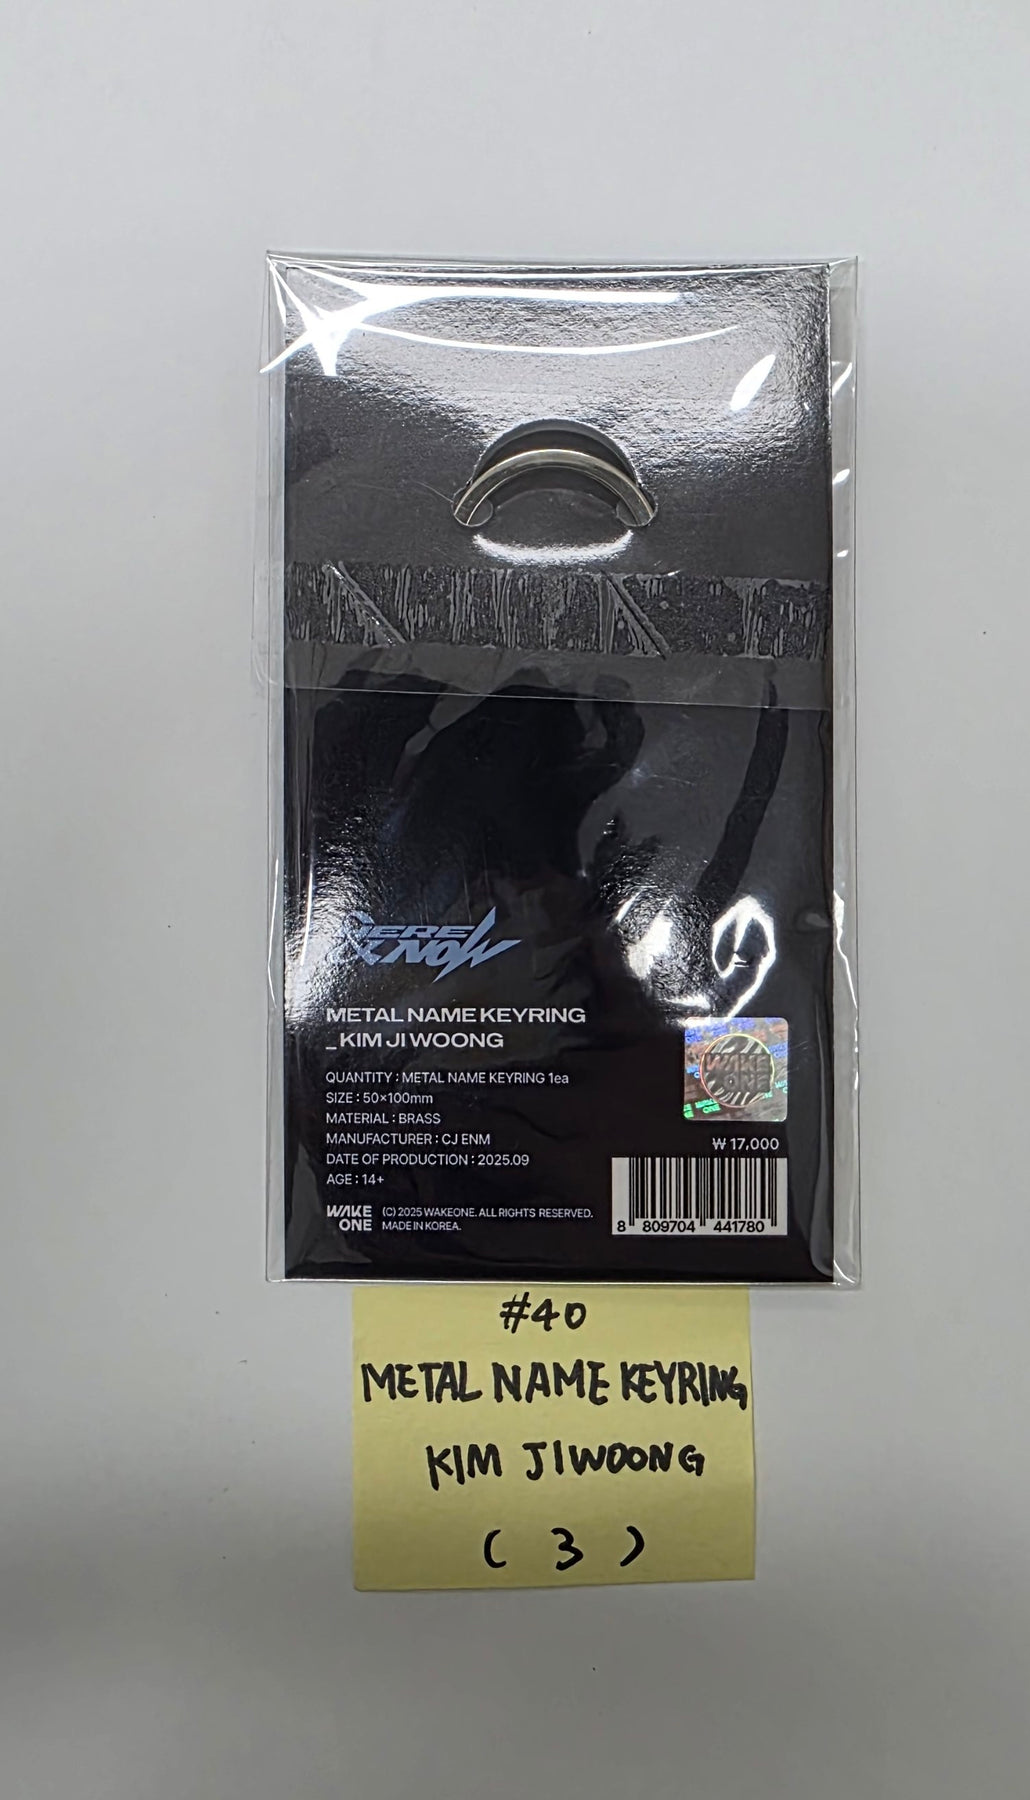 HERE
&NOW
METAL NAME KEYRING
_KIM JI WOONG
QUANTITY : METAL NAME KEYRING 1ea
SIZE : 50×100mm
MATERIAL : BRASS
MANUFACTURER : CJ ENM
DATE OF PRODUCTION : 2025.09
AGE : 14+
WAKE
ONE
(C) 2025 WAKEONE. ALL RIGHTS RESERVED.
MADE IN KOREA.
WAKE
ONE
₩ 17,000
8 809704 441780
#40
METAL NAME KEYRING
KIM JIWOONG
( 3 )